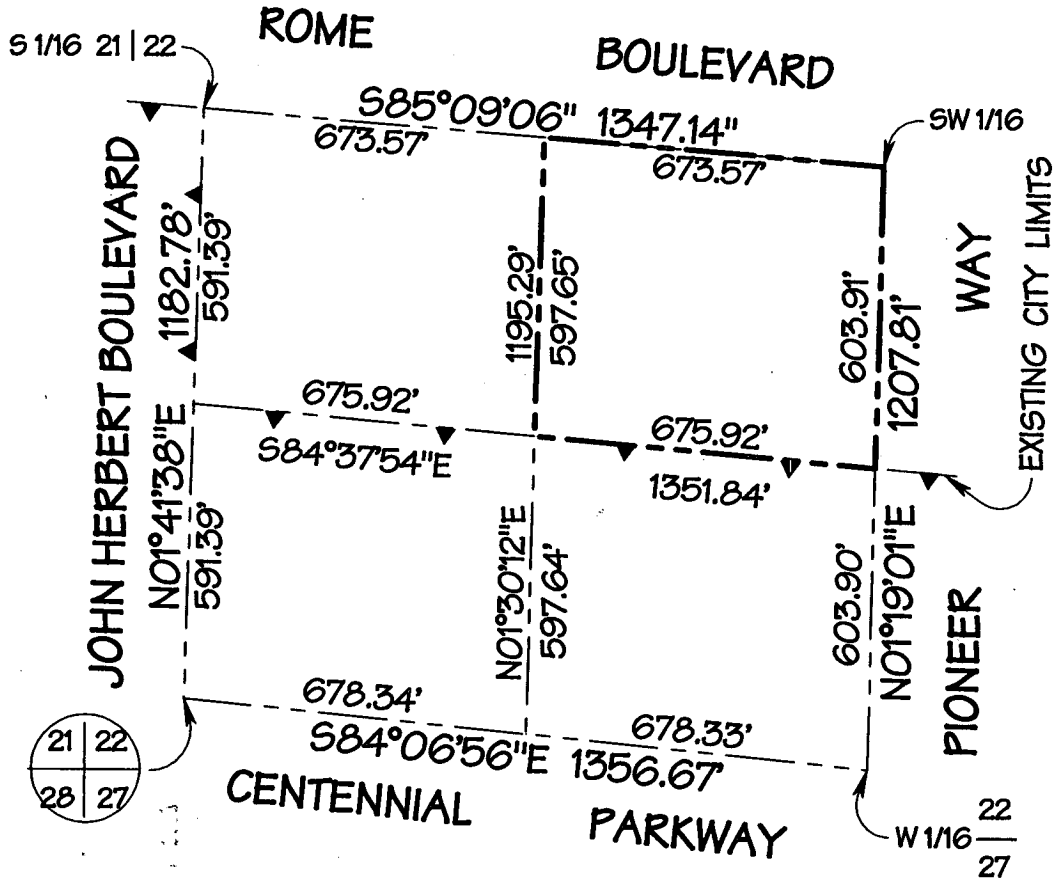 ROME
BOULEVARD
S 1/16 21 | 22
S85°09'06" 1347.14"
673.57'
673.57'
SW 1/16
JOHN HERBERT BOULEVARD
1182.78'
591.39'
1195.29'
597.65'
603.91'
1207.81'
WAY
EXISTING CITY LIMITS
675.92'
S84°37'54"E
675.92'
1351.84'
N01°41'38"E
591.39'
N01°30'12"E
597.64'
603.90'
N01°19'01"E
PIONEER
678.34'
678.33'
S84°06'56"E 1356.67'
21 22
28 27
CENTENNIAL
PARKWAY
W 1/16 22
27